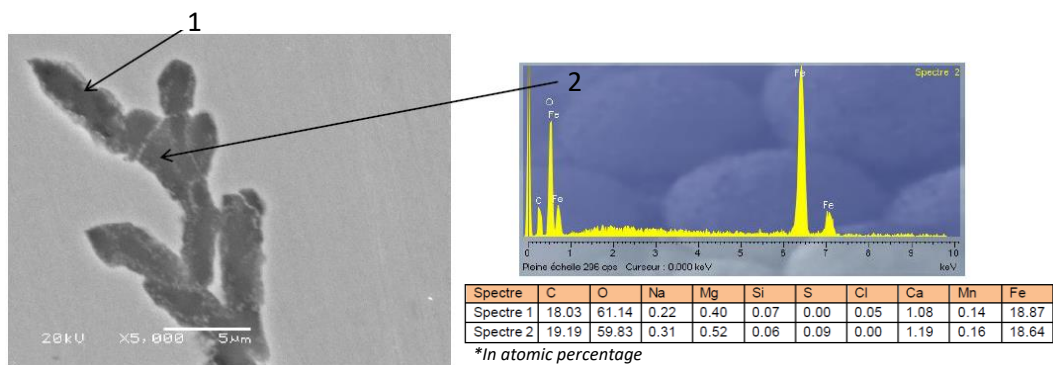 1
2
20kV X5,000 5µm
Spectre 2
Fe
O
Fe
C
Fe
Fe
0 1 2 3 4 5 6 7 8 9 10
Pleine échelle 296 cps Curseur : 0.000 keV
keV
Spectre C O Na Mg Si S Cl Ca Mn Fe
Spectre 1 18.03 61.14 0.22 0.40 0.07 0.00 0.05 1.08 0.14 18.87
Spectre 2 19.19 59.83 0.31 0.52 0.06 0.09 0.00 1.19 0.16 18.64
*In atomic percentage